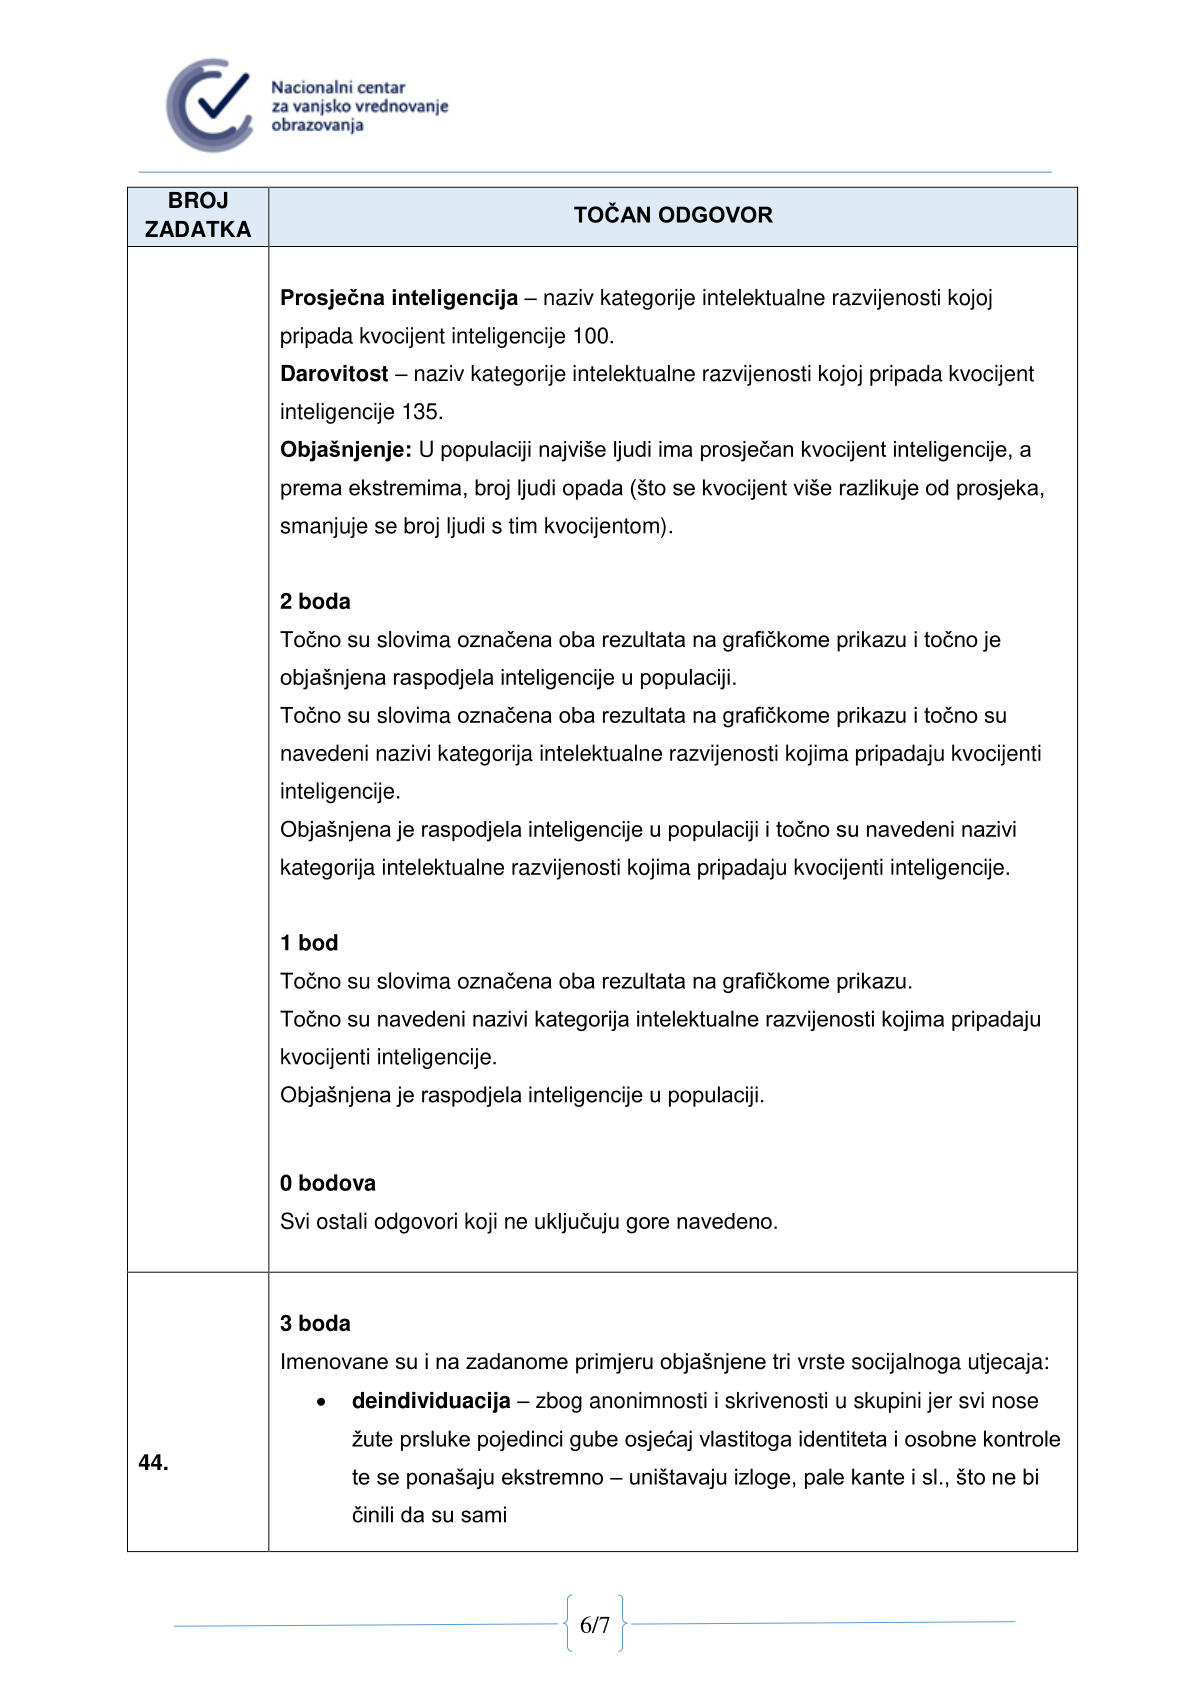 Nacionalni centar
za vanjsko vrednovanje
obrazovanja
BROJ
ZADATKA
TOČAN ODGOVOR
Prosječna inteligencija – naziv kategorije intelektualne razvijenosti kojoj
pripada kvocijent inteligencije 100.
Darovitost – naziv kategorije intelektualne razvijenosti kojoj pripada kvocijent
inteligencije 135.
Objašnjenje: U populaciji najviše ljudi ima prosječan kvocijent inteligencije, a
prema ekstremima, broj ljudi opada (što se kvocijent više razlikuje od prosjeka,
smanjuje se broj ljudi s tim kvocijentom).
2 boda
Točno su slovima označena oba rezultata na grafičkome prikazu i točno je
objašnjena raspodjela inteligencije u populaciji.
Točno su slovima označena oba rezultata na grafičkome prikazu i točno su
navedeni nazivi kategorija intelektualne razvijenosti kojima pripadaju kvocijenti
inteligencije.
Objašnjena je raspodjela inteligencije u populaciji i točno su navedeni nazivi
kategorija intelektualne razvijenosti kojima pripadaju kvocijenti inteligencije.
1 bod
Točno su slovima označena oba rezultata na grafičkome prikazu.
Točno su navedeni nazivi kategorija intelektualne razvijenosti kojima pripadaju
kvocijenti inteligencije.
Objašnjena je raspodjela inteligencije u populaciji.
0 bodova
Svi ostali odgovori koji ne uključuju gore navedeno.
44.
3 boda
Imenovane su i na zadanome primjeru objašnjene tri vrste socijalnoga utjecaja:
• deindividuacija – zbog anonimnosti i skrivenosti u skupini jer svi nose
žute prsluke pojedinci gube osjećaj vlastitoga identiteta i osobne kontrole
te se ponašaju ekstremno – uništavaju izloge, pale kante i sl., što ne bi
činili da su sami
6/7